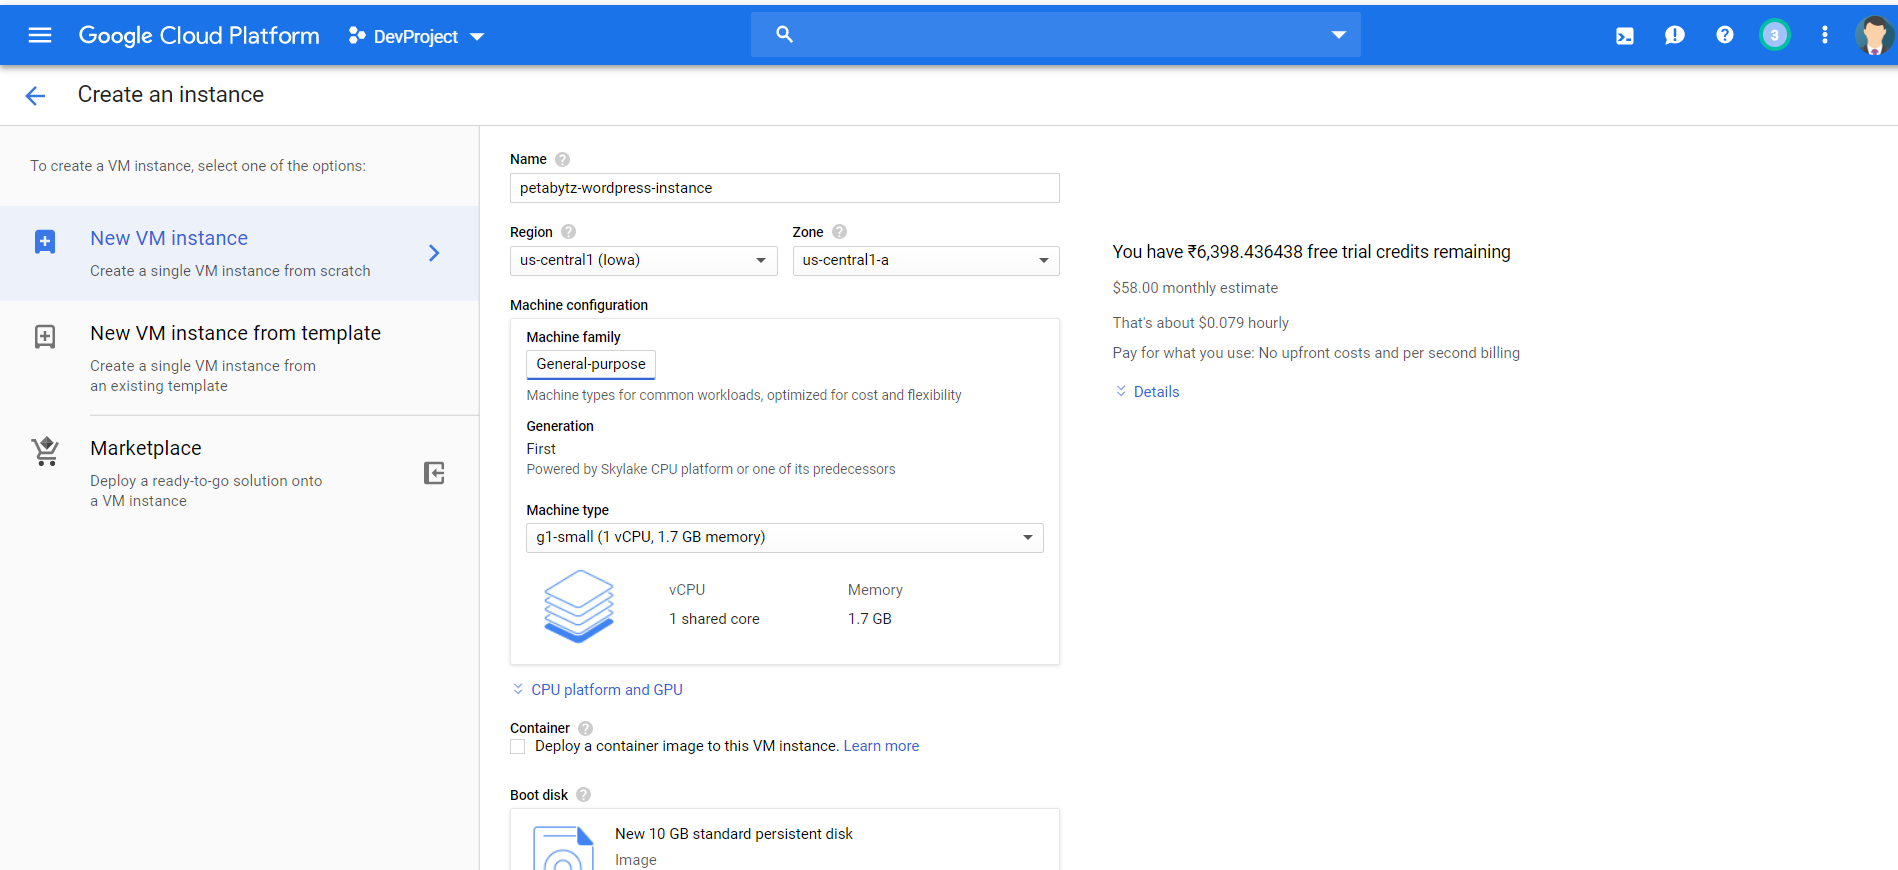 Google Cloud Platform
DevProject
3
Create an instance
To create a VM instance, select one of the options:
New VM instance
Create a single VM instance from scratch
New VM instance from template
Create a single VM instance from
an existing template
Marketplace
Deploy a ready-to-go solution onto
a VM instance
Name
petabytz-wordpress-instance
Region
Zone
us-central1 (Iowa)
us-central1-a
Machine configuration
Machine family
General-purpose
Machine types for common workloads, optimized for cost and flexibility
Generation
First
Powered by Skylake CPU platform or one of its predecessors
Machine type
g1-small (1 vCPU, 1.7 GB memory)
vCPU
Memory
1 shared core
1.7 GB
CPU platform and GPU
Container
Deploy a container image to this VM instance. Learn more
Boot disk
New 10 GB standard persistent disk
Image
You have ₹6,398.436438 free trial credits remaining
$58.00 monthly estimate
That's about $0.079 hourly
Pay for what you use: No upfront costs and per second billing
Details